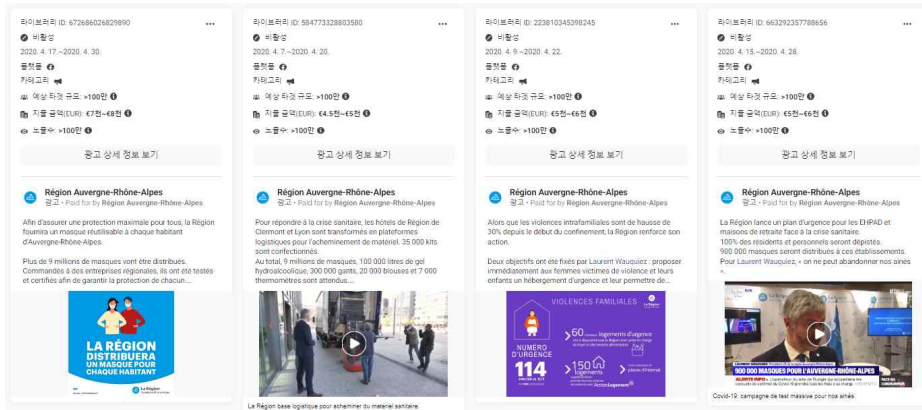 라이브러리 ID: 672686026829890
비활성
2020. 4. 17.~2020. 4. 30.
플랫폼
카테고리
예상 타겟 규모: >100만
지출 금액(EUR): €7천~€8천
노출수: >100만
광고 상세 정보 보기
Région Auvergne-Rhône-Alpes
광고 • Paid for by Région Auvergne-Rhône-Alpes
Afin d'assurer une protection maximale pour tous, la Région
fournira un masque réutilisable à chaque habitant
d'Auvergne-Rhône-Alpes.
Plus de 9 millions de masques vont être distribués.
Commandés à des entreprises régionales, ils ont été testés
et certifiés afin de garantir la protection de chacun....
LA RÉGION
DISTRIBUERA
UN MASQUE POUR
CHAQUE HABITANT
La Région
라이브러리 ID: 584773328803580
비활성
2020. 4. 7.~2020. 4. 20.
플랫폼
카테고리
예상 타겟 규모: >100만
지출 금액(EUR): €4.5천~€5천
노출수: >100만
광고 상세 정보 보기
Région Auvergne-Rhône-Alpes
광고 • Paid for by Région Auvergne-Rhône-Alpes
Pour répondre à la crise sanitaire, les hôtels de Région de
Clermont et Lyon sont transformés en plateformes
logistiques pour l'acheminement de matériel. 35 000 kits
sont confectionnés.
Au total, 9 millions de masques, 100 000 litres de gel
hydroalcoolique, 300 000 gants, 20 000 blouses et 7 000
thermomètres sont attendus....
La Région base logistique pour acheminer du materiel sanitaire.
라이브러리 ID: 223810345398245
비활성
2020. 4. 9.~2020. 4. 22.
플랫폼
카테고리
예상 타겟 규모: >100만
지출 금액(EUR): €5천~€6천
노출수: >100만
광고 상세 정보 보기
Région Auvergne-Rhône-Alpes
광고 • Paid for by Région Auvergne-Rhône-Alpes
Alors que les violences intrafamiliales sont de hausse de
30% depuis le début du confinement, la Région renforce son
action.
Deux objectifs ont été fixés par Laurent Wauquiez : proposer
immédiatement aux femmes victimes de violence et leurs
enfants un hébergement d'urgence et leur permettre de...
VIOLENCES FAMILIALES
La Région
NUMÉRO
D'URGENCE
114
60 logements d'urgence
150
logements
places d'internat
ActionLogement
라이브러리 ID: 663292357788656
비활성
2020. 4. 15.~2020. 4. 28.
플랫폼
카테고리
예상 타겟 규모: >100만
지출 금액(EUR): €5천~€6천
노출수: >100만
광고 상세 정보 보기
Région Auvergne-Rhône-Alpes
광고 • Paid for by Région Auvergne-Rhône-Alpes
La Région lance un plan d'urgence pour les EHPAD et
maisons de retraite face à la crise sanitaire.
100% des résidents et personnels seront dépistés.
900 000 masques seront distribués à ces établissements.
Pour Laurent Wauquiez, « on ne peut abandonner nos aînés
».
900 000 MASQUES POUR L'AUVERGNE-RHÔNE-ALPES
ALERTE INFO
Covid-19: campagne de test massive pour nos ainés.